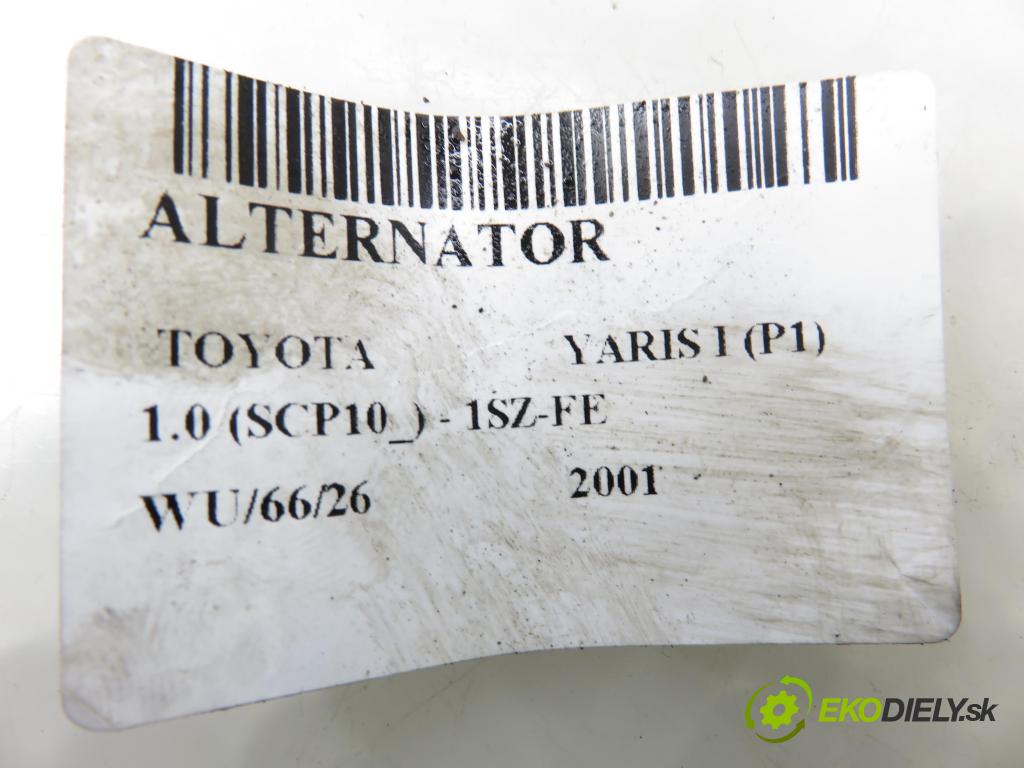 ALTERNATOR
TOYOTA YARIS I (P1)
1.0 (SCP10_) - 1SZ-FE
WU/66/26 2001
EKODIELY.sk